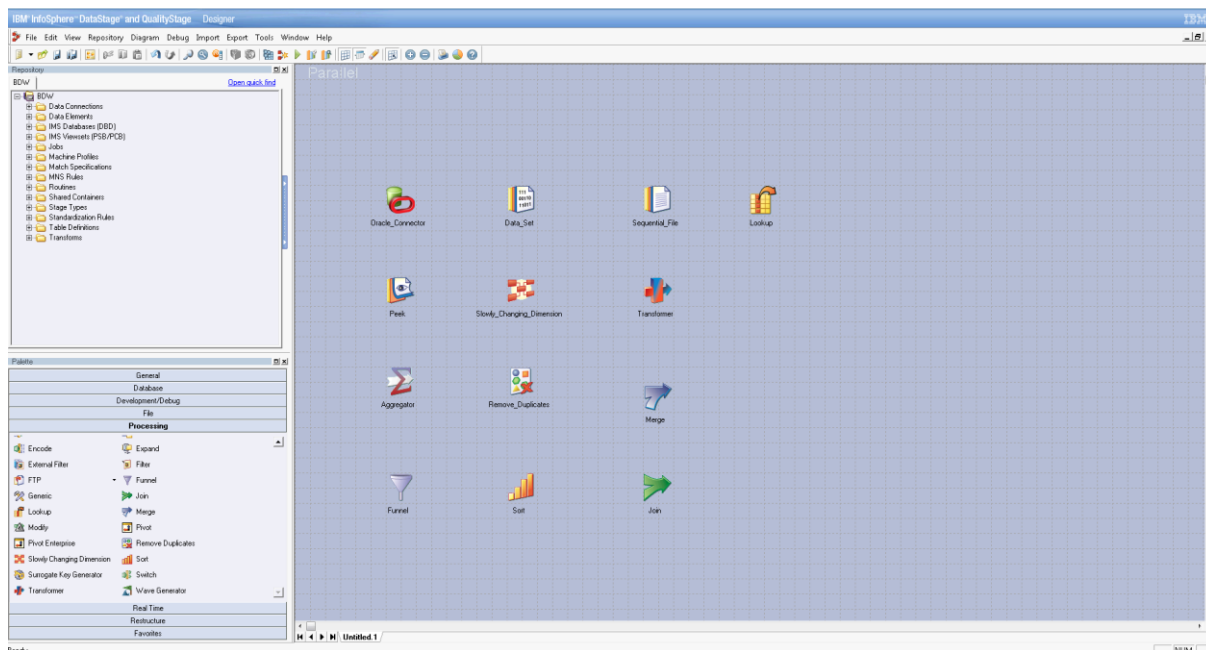 IBM InfoSphere DataStage and QualityStage Designer
IBM
File Edit View Repository Diagram Debug Import Export Tools Window Help
Repository
BDW Open quick find
BDW
Data Connections
Data Elements
IMS Databases (DBD)
IMS Viewsets (PSB/PCB)
Jobs
Machine Profiles
Match Specifications
MNS Rules
Routines
Shared Containers
Stage Types
Standardization Rules
Table Definitions
Transforms
Palette
General
Database
Development/Debug
File
Processing
Encode Expand
External Filter Filter
FTP Funnel
Generic Join
Lookup Merge
Modify Pivot
Pivot Enterprise Remove Duplicates
Slowly Changing Dimension Sort
Surrogate Key Generator Switch
Transformer Wave Generator
Real Time
Restructure
Favorites
Parallel
Oracle_Connector Data_Set Sequential_File Lookup
Peek Slowly_Changing_Dimension Transformer
Aggregator Remove_Duplicates Merge
Funnel Sort Join
Untitled.1